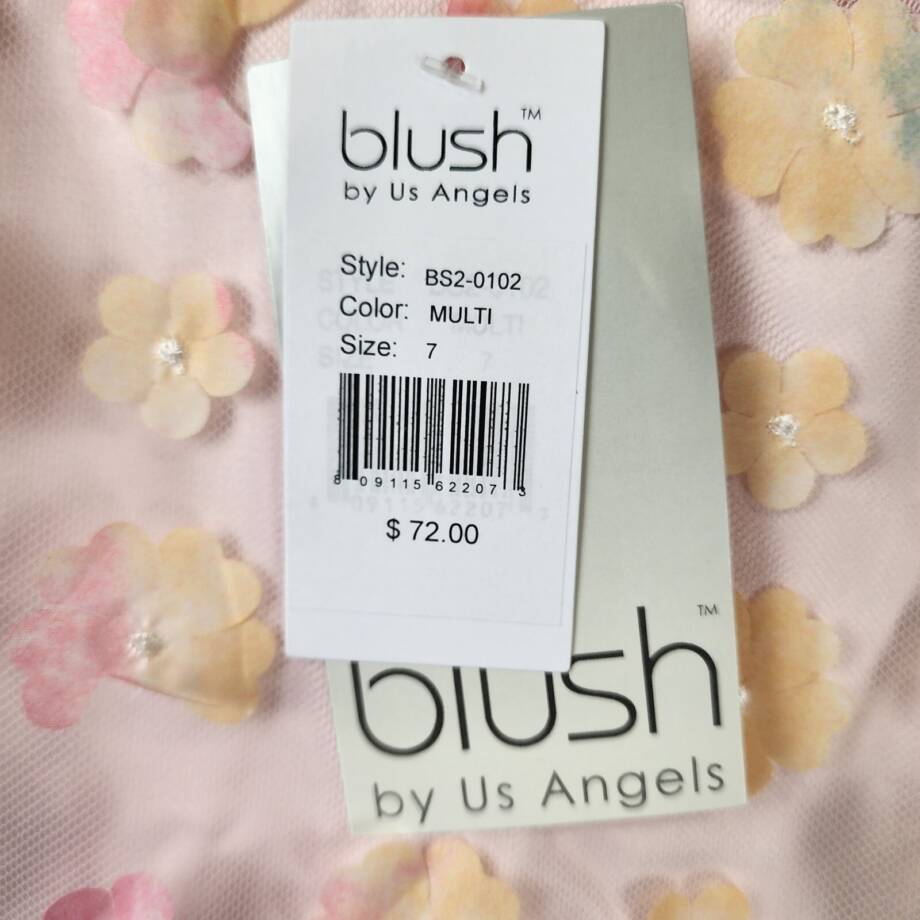 blush™
by Us Angels
Style: BS2-0102
Color: MULTI
Size: 7
8 09115 62207 3
$ 72.00
blush™
by Us Angels